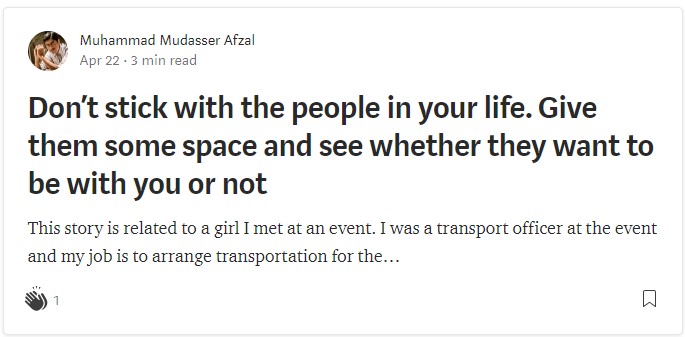 Muhammad Mudasser Afzal
Apr 22 · 3 min read
Don’t stick with the people in your life. Give
them some space and see whether they want to
be with you or not
This story is related to a girl I met at an event. I was a transport officer at the event
and my job is to arrange transportation for the…
1